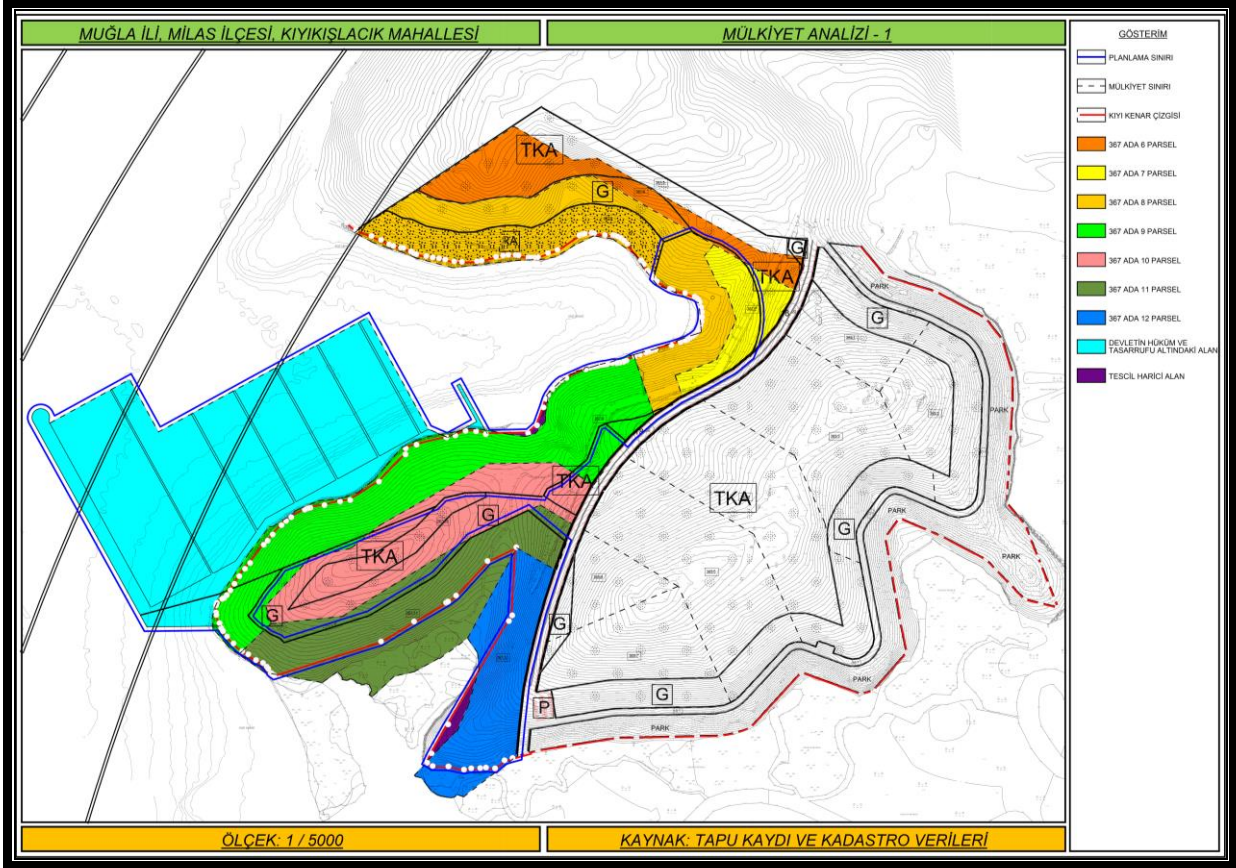 MUĞLA İLİ, MİLAS İLÇESİ, KIYIKIŞLACIK MAHALLESİ
MÜLKİYET ANALİZİ - 1
GÖSTERİM
PLANLAMA SINIRI
MÜLKİYET SINIRI
KIYI KENAR ÇİZGİSİ
367 ADA 6 PARSEL
367 ADA 7 PARSEL
367 ADA 8 PARSEL
367 ADA 9 PARSEL
367 ADA 10 PARSEL
367 ADA 11 PARSEL
367 ADA 12 PARSEL
DEVLETİN HÜKÜM VE
TASARRUFU ALTINDAKİ ALAN
TESCİL HARİCİ ALAN
TKA
G
G
TKA
PARK
G
PARK
TKA
TKA
G
G
TKA
PARK
PARK
G
G
G
PARK
P
PARK
ÖLÇEK: 1 / 5000
KAYNAK: TAPU KAYDI VE KADASTRO VERİLERİ